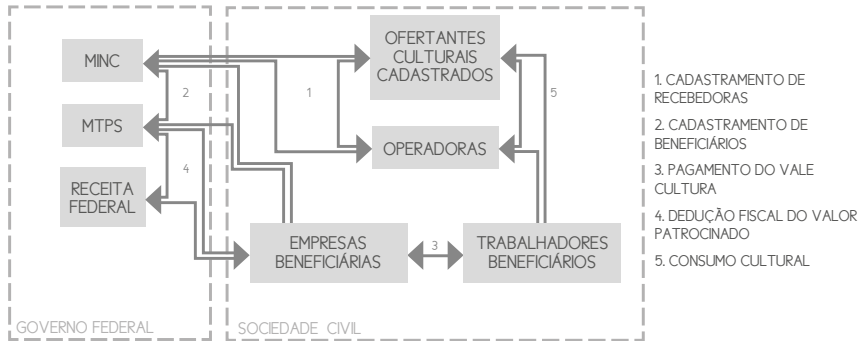 MINC
MTPS
RECEITA
FEDERAL
2
4
GOVERNO FEDERAL
OFERTANTES
CULTURAIS
CADASTRADOS
1
5
OPERADORAS
EMPRESAS
BENEFICIÁRIAS
3
TRABALHADORES
BENEFICIÁRIOS
SOCIEDADE CIVIL
1. CADASTRAMENTO DE
RECEBEDORAS
2. CADASTRAMENTO DE
BENEFICIÁRIOS
3. PAGAMENTO DO VALE
CULTURA
4. DEDUÇÃO FISCAL DO VALOR
PATROCINADO
5. CONSUMO CULTURAL